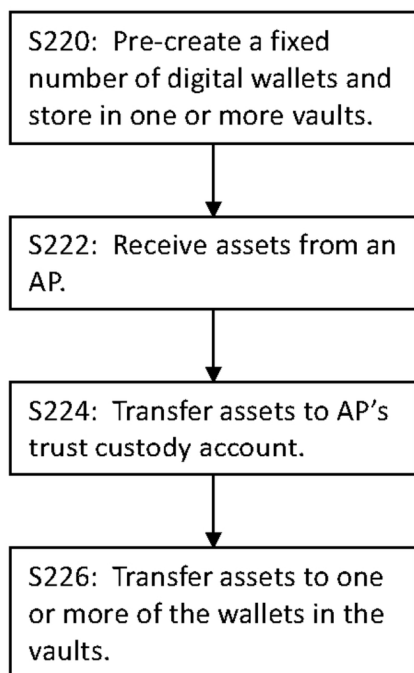 S220:  Pre-create a fixed
number of digital wallets and
store in one or more vaults.
S222:  Receive assets from an
AP.
S224:  Transfer assets to AP’s
trust custody account.
S226:  Transfer assets to one
or more of the wallets in the
vaults.